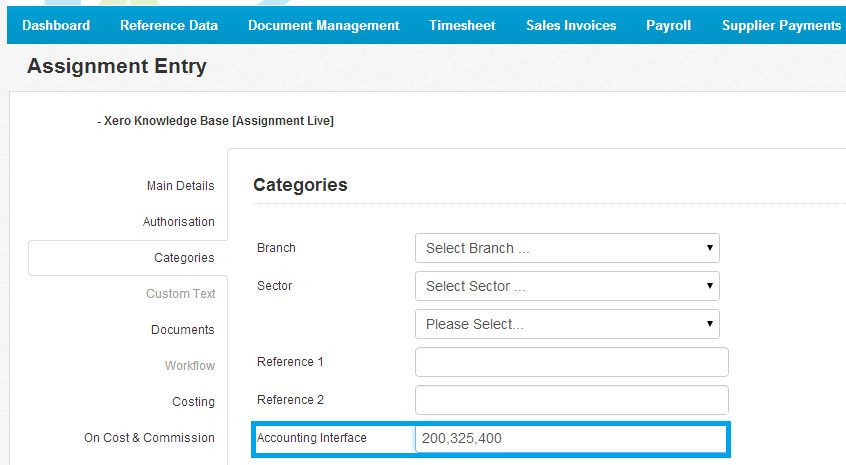 Dashboard Reference Data Document Management Timesheet Sales Invoices Payroll Supplier Payments
Assignment Entry
- Xero Knowledge Base [Assignment Live]
Main Details
Authorisation
Categories
Custom Text
Documents
Workflow
Costing
On Cost & Commission
Categories
Branch Select Branch ...
Sector Select Sector ...
Please Select...
Reference 1
Reference 2
Accounting Interface 200,325,400